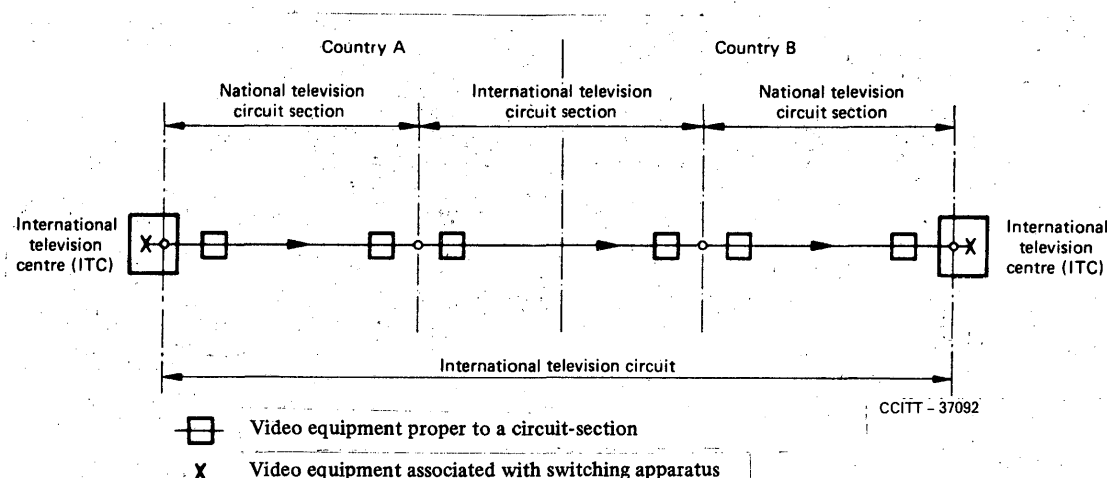 Country A
Country B
National television
circuit section
International television
circuit section
National television
circuit section
International
television
centre (ITC)
X
X
International
television
centre (ITC)
International television circuit
CCITT – 37092
Video equipment proper to a circuit-section
X Video equipment associated with switching apparatus